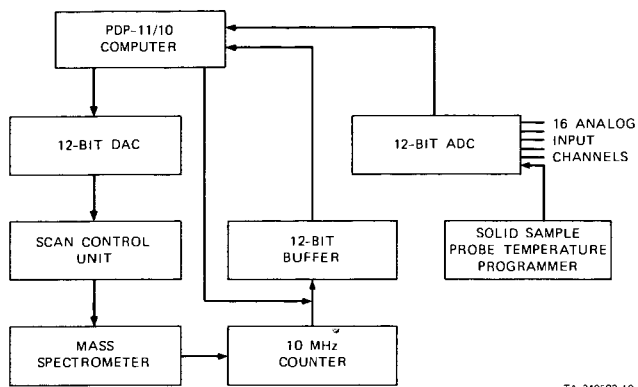 PDP-11/10
COMPUTER
12-BIT DAC
12-BIT ADC
16 ANALOG
INPUT
CHANNELS
SCAN CONTROL
UNIT
12-BIT
BUFFER
SOLID SAMPLE
PROBE TEMPERATURE
PROGRAMMER
MASS
SPECTROMETER
10 MHz
COUNTER